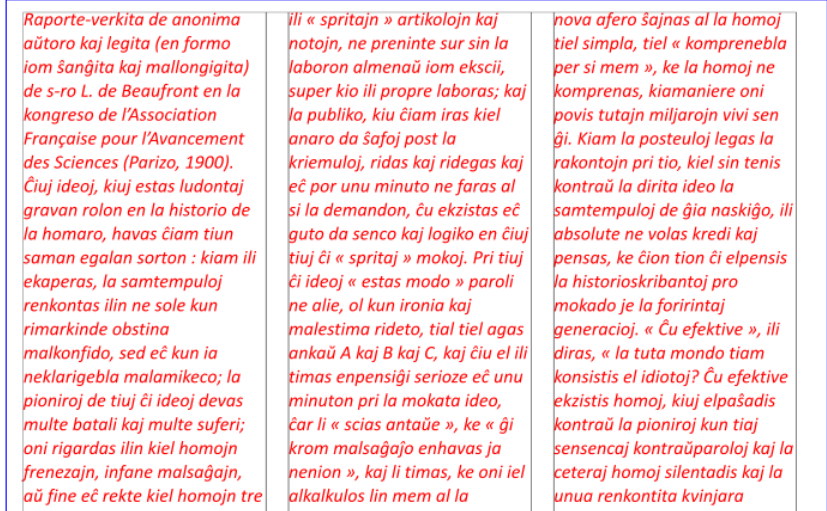 Raporte-verkita de anonima
aŭtoro kaj legita (en formo
iom ŝanĝita kaj mallongigita)
de s-ro L. de Beaufront en la
kongreso de l’Association
Française pour l’Avancement
des Sciences (Parizo, 1900).
Ĉiuj ideoj, kiuj estas ludontaj
gravan rolon en la historio de
la homaro, havas ĉiam tiun
saman egalan sorton : kiam ili
ekaperas, la samtempuloj
renkontas ilin ne sole kun
rimarkinde obstina
malkonfido, sed eĉ kun ia
neklarigebla malamikeco; la
pioniroj de tiuj ĉi ideoj devas
multe batali kaj multe suferi;
oni rigardas ilin kiel homojn
frenezajn, infane malsaĝajn,
aŭ fine eĉ rekte kiel homojn tre
ili « spritajn » artikolojn kaj
notojn, ne preninte sur sin la
laboron almenaŭ iom ekscii,
super kio ili propre laboras; kaj
la publiko, kiu ĉiam iras kiel
anaro da ŝafoj post la
kriemuloj, ridas kaj ridegas kaj
eĉ por unu minuto ne faras al
si la demandon, ĉu ekzistas eĉ
guto da senco kaj logiko en ĉiuj
tiuj ĉi « spritaj » mokoj. Pri tiuj
ĉi ideoj « estas modo » paroli
ne alie, ol kun ironia kaj
malestima rideto, tial tiel agas
ankaŭ A kaj B kaj C, kaj ĉiu el ili
timas enpensiĝi serioze eĉ unu
minuton pri la mokata ideo,
ĉar li « scias antaŭe », ke « ĝi
krom malsaĝaĵo enhavas ja
nenion », kaj li timas, ke oni iel
alkalkulos lin mem al la
nova afero ŝajnas al la homoj
tiel simpla, tiel « komprenebla
per si mem », ke la homoj ne
komprenas, kiamaniere oni
povis tutajn miljarojn vivi sen
ĝi. Kiam la posteuloj legas la
rakontojn pri tio, kiel sin tenis
kontraŭ la dirita ideo la
samtempuloj de ĝia naskiĝo, ili
absolute ne volas kredi kaj
pensas, ke ĉion tion ĉi elpensis
la historioskribantoj pro
mokado je la foririntaj
generacioj. « Ĉu efektive », ili
diras, « la tuta mondo tiam
konsistis el idiotoj? Ĉu efektive
ekzistis homoj, kiuj elpaŝadis
kontraŭ la pioniroj kun tiaj
sensencaj kontraŭparoloj kaj la
ceteraj homoj silentadis kaj la
unua renkontita kvinjara